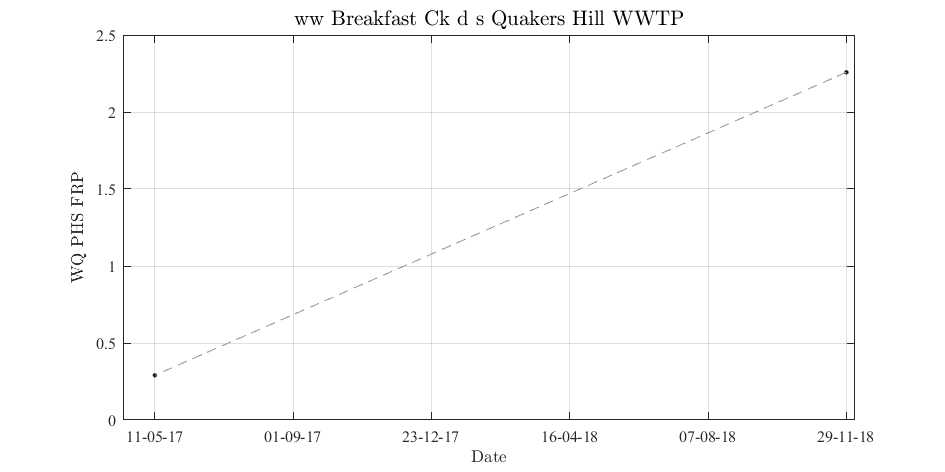 ww Breakfast Ck d s Quakers Hill WWTP
2.5
2
1.5
1
0.5
0
WQ PHS FRP
11-05-17 01-09-17 23-12-17 16-04-18 07-08-18 29-11-18
Date